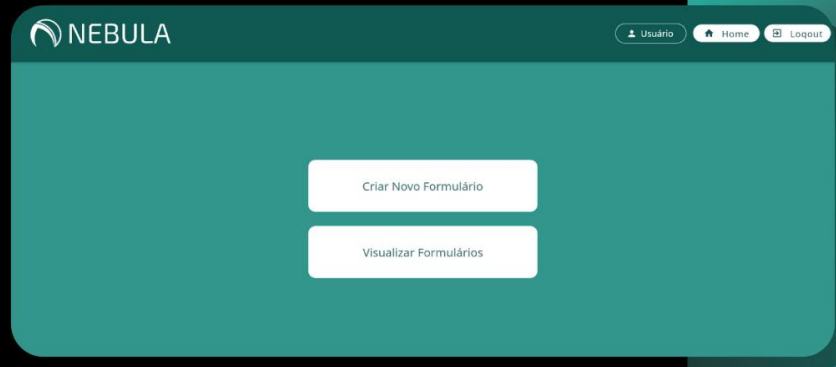 NEBULA
Usuário
Home
Logout
Criar Novo Formulário
Visualizar Formulários